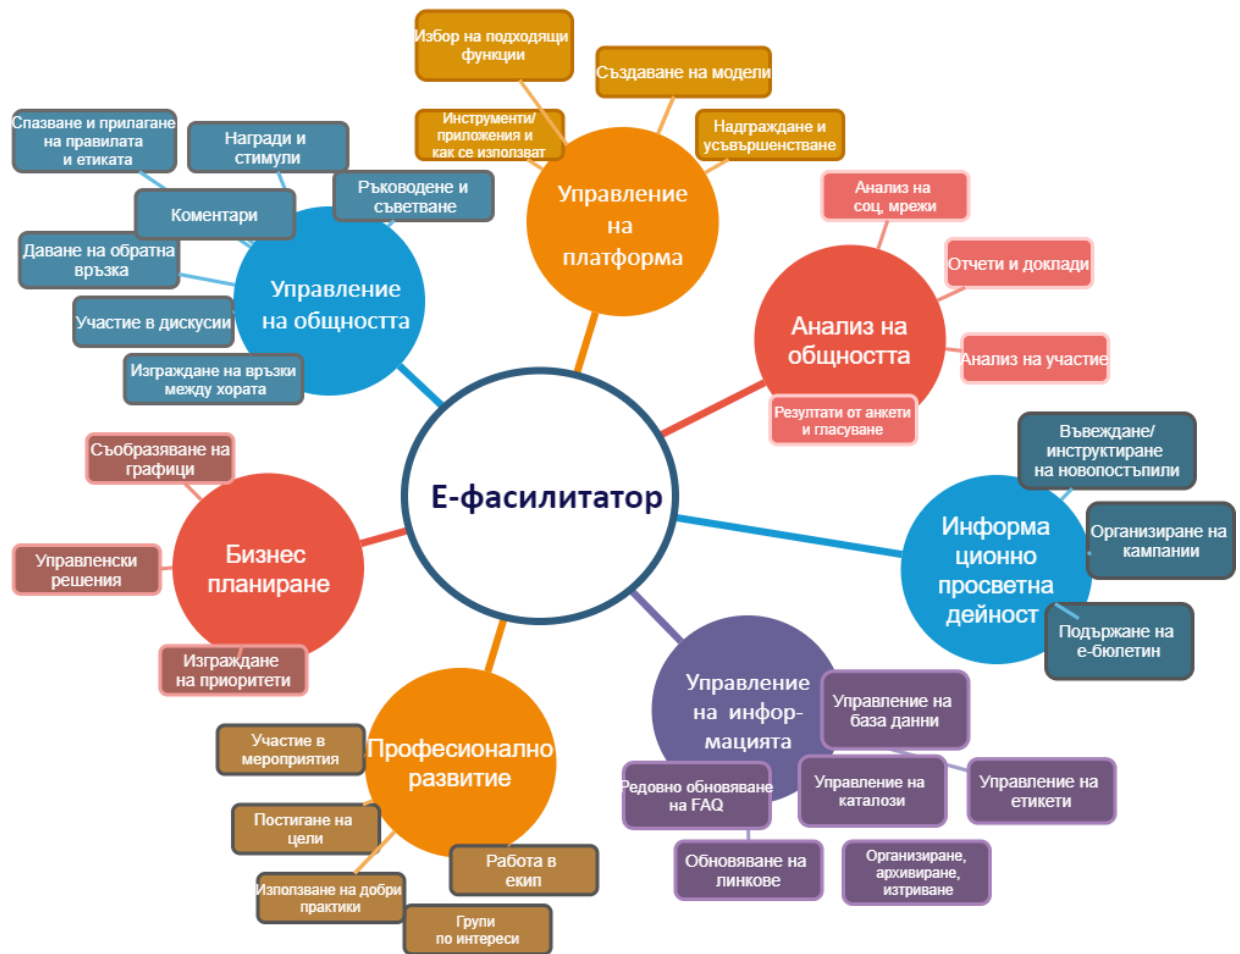 Избор на подходящи
функции
Създаване на модели
Инструменти/
приложения и
как се използват
Надграждане и
усъвършенстване
Управление
на
платформа
Спазване и прилагане
на правилата
и етиката
Награди и
стимули
Ръководене и
съветване
Коментари
Даване на обратна
връзка
Участие в дискусии
Изграждане на връзки
между хората
Управление
на общността
Анализ на
соц, мрежи
Отчети и доклади
Анализ на участие
Резултати от анкети
и гласуване
Анализ на
общността
Е-фасилитатор
Въвеждане/
инструктиране
на новопостъпили
Организиране на
кампании
Подържане на
е-бюлетин
Информа
ционно
просветна
дейност
Съобразяване на
графици
Управленски
решения
Изграждане
на приоритети
Бизнес
планиране
Управление
на инфор-
мацията
Управление на
база данни
Редовно обновяване
на FAQ
Управление на
каталози
Управление на
етикети
Обновяване на
линкове
Организиране,
архивиране,
изтриване
Професионално
развитие
Участие в
мероприятия
Постигане на
цели
Използване на добри
практики
Работа в
екип
Групи
по интереси